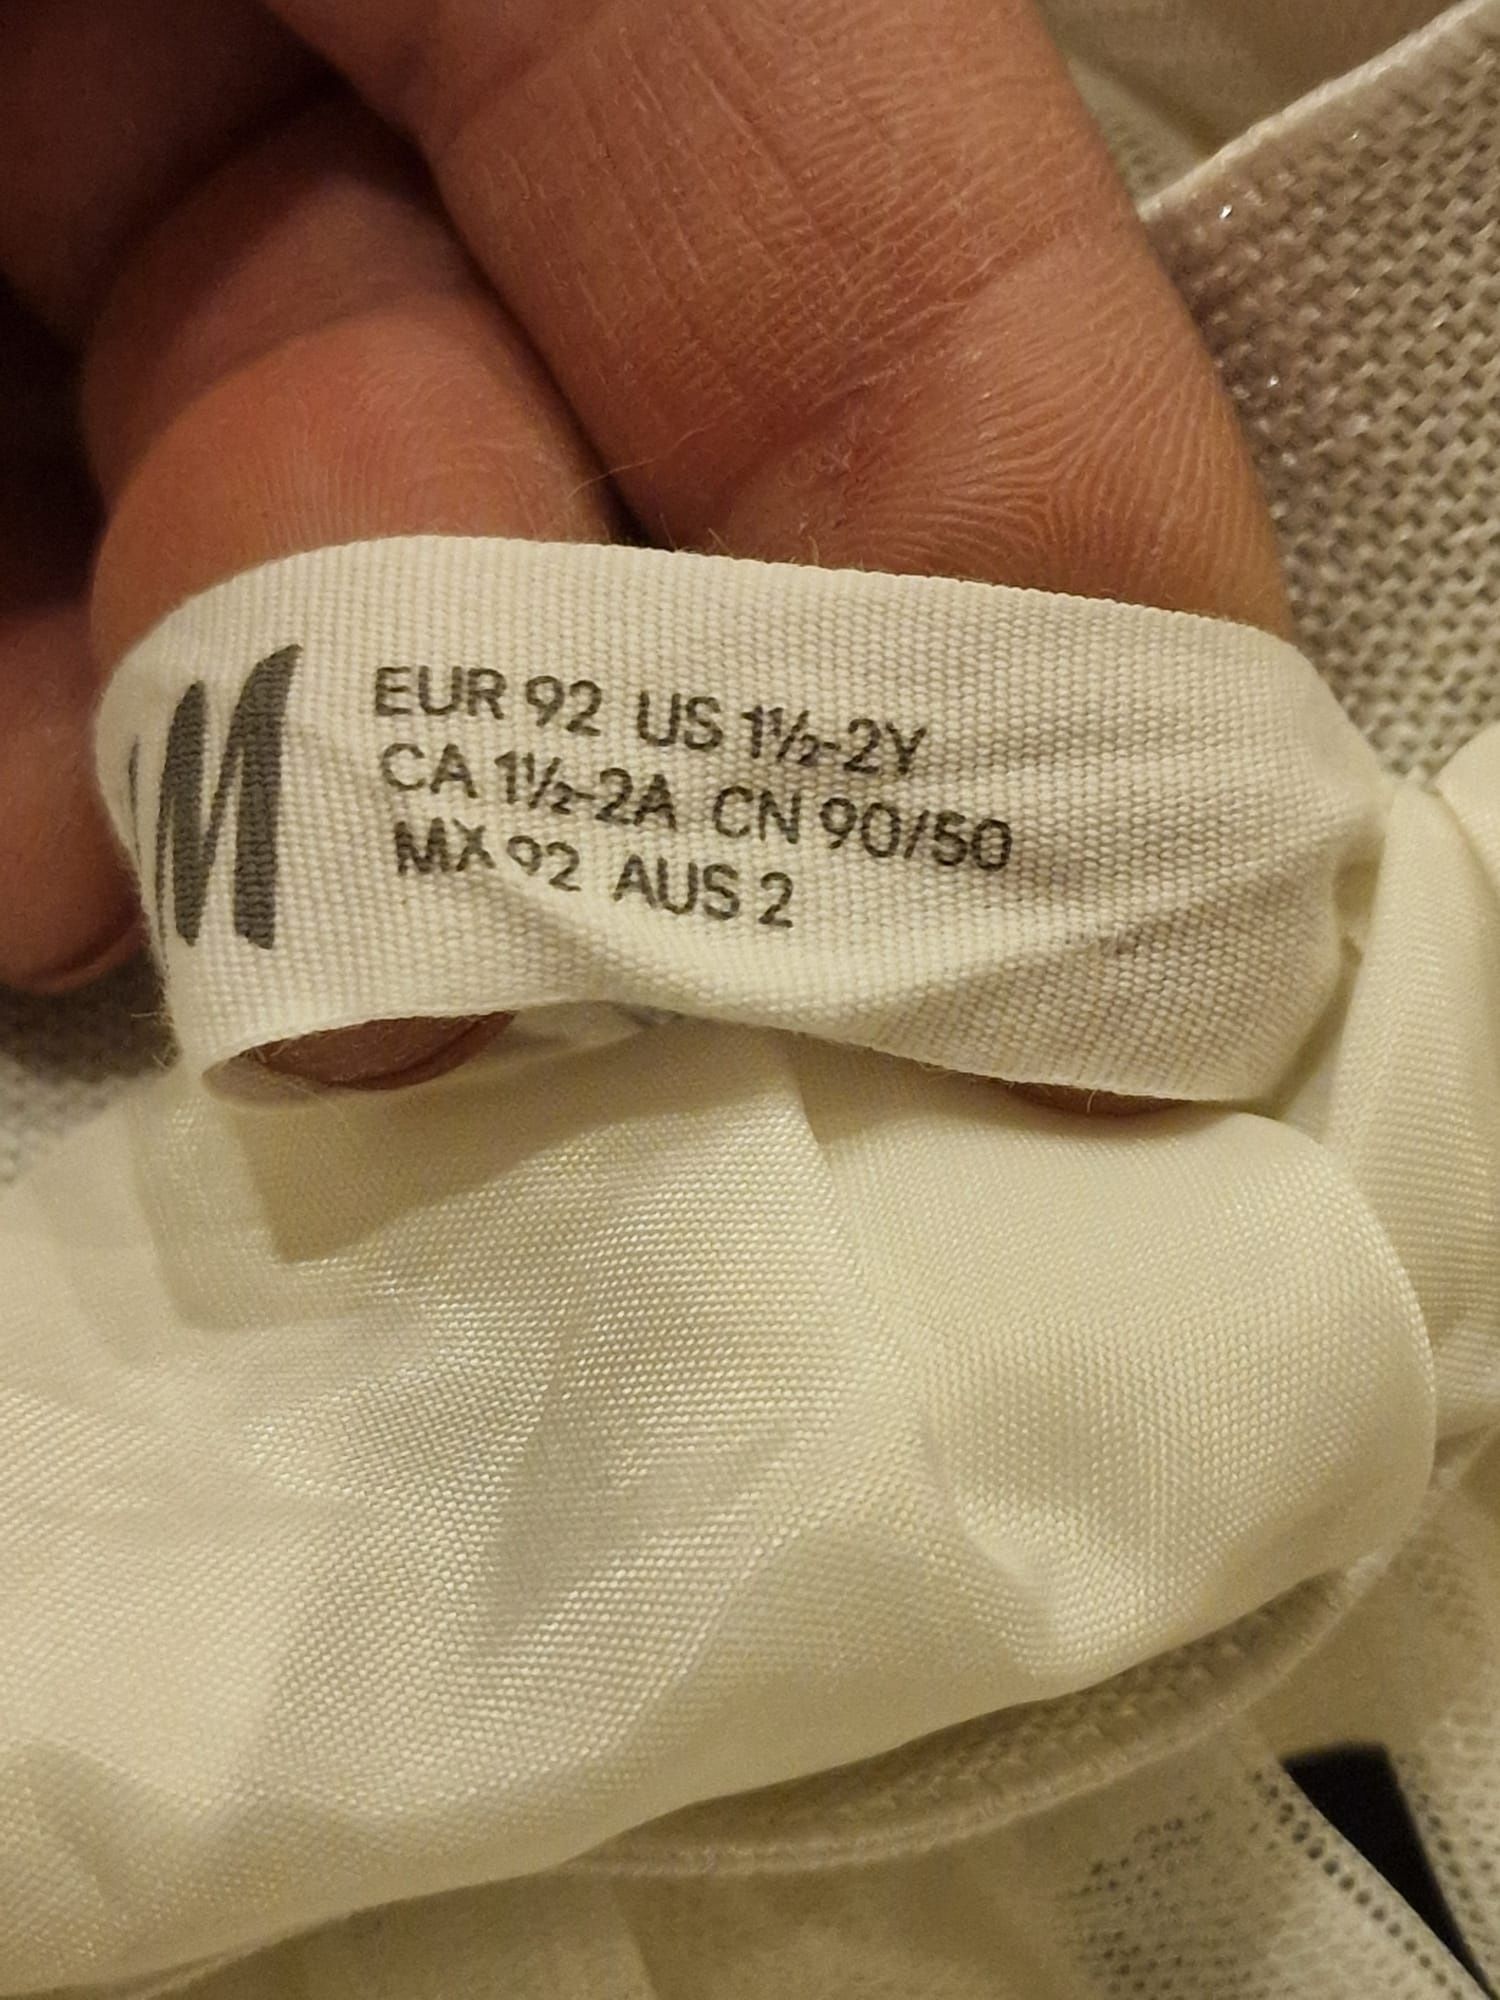 M
EUR 92 US 1½-2Y
CA 1½-2A CN 90/50
MX 92 AUS 2